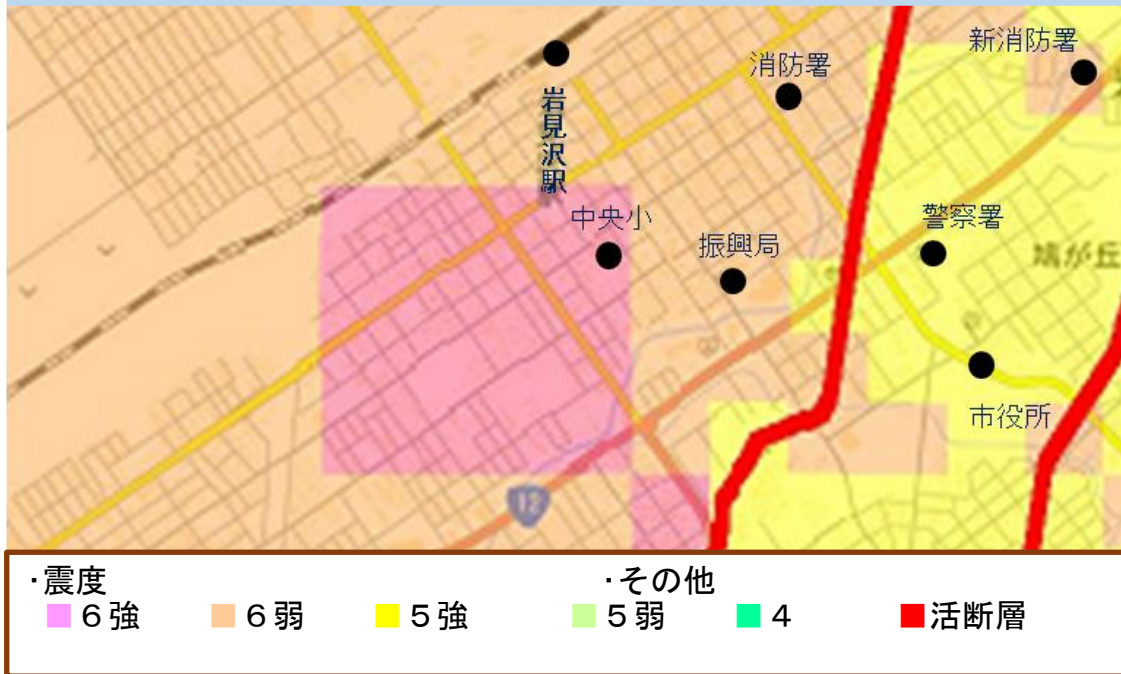 新消防署
消防署
岩見沢駅
中央小
振興局
警察署
鳩が丘
市役所
12
・震度
・その他
6強
6弱
5強
5弱
4
活断層